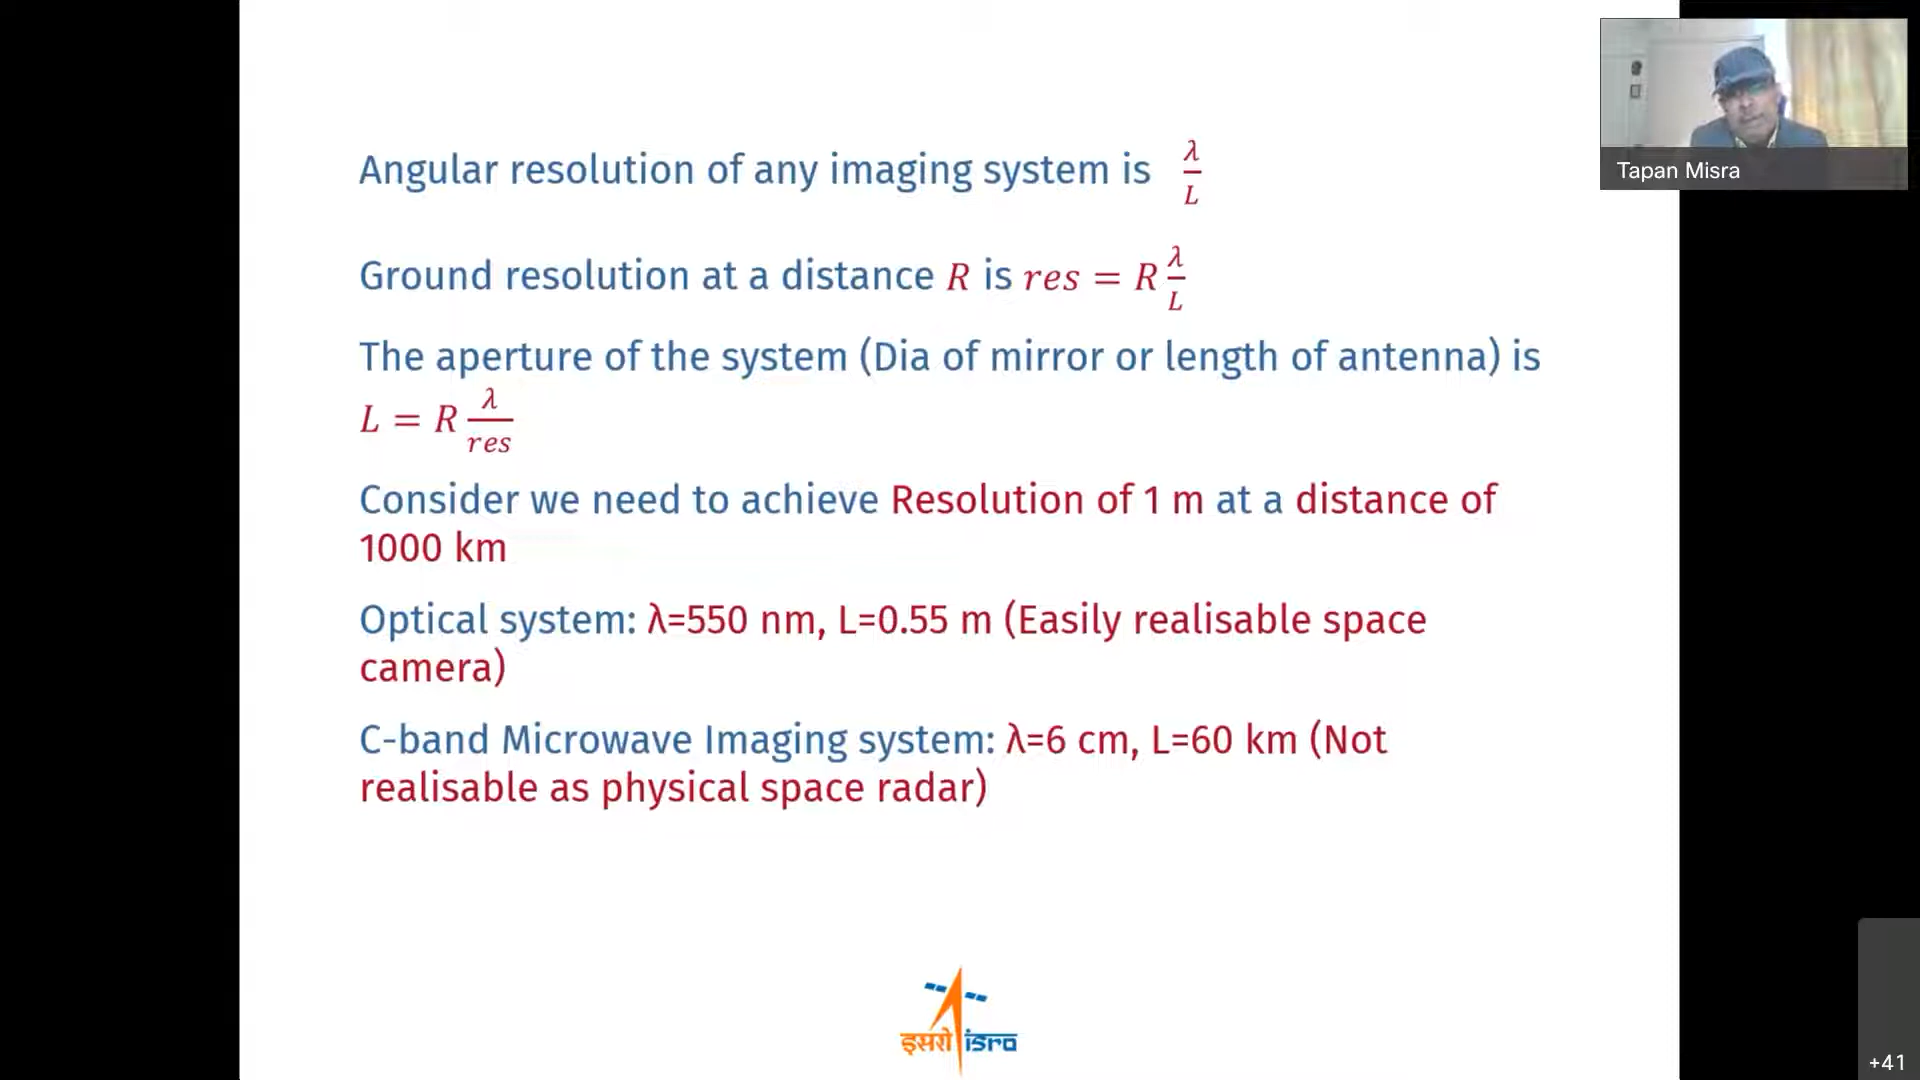 Angular resolution of any imaging system is λ/L
Ground resolution at a distance R is res = R λ/L
The aperture of the system (Dia of mirror or length of antenna) is
L = R λ/res
Consider we need to achieve Resolution of 1 m at a distance of
1000 km
Optical system: λ=550 nm, L=0.55 m (Easily realisable space
camera)
C-band Microwave Imaging system: λ=6 cm, L=60 km (Not
realisable as physical space radar)
इसरो isro
Tapan Misra
+41